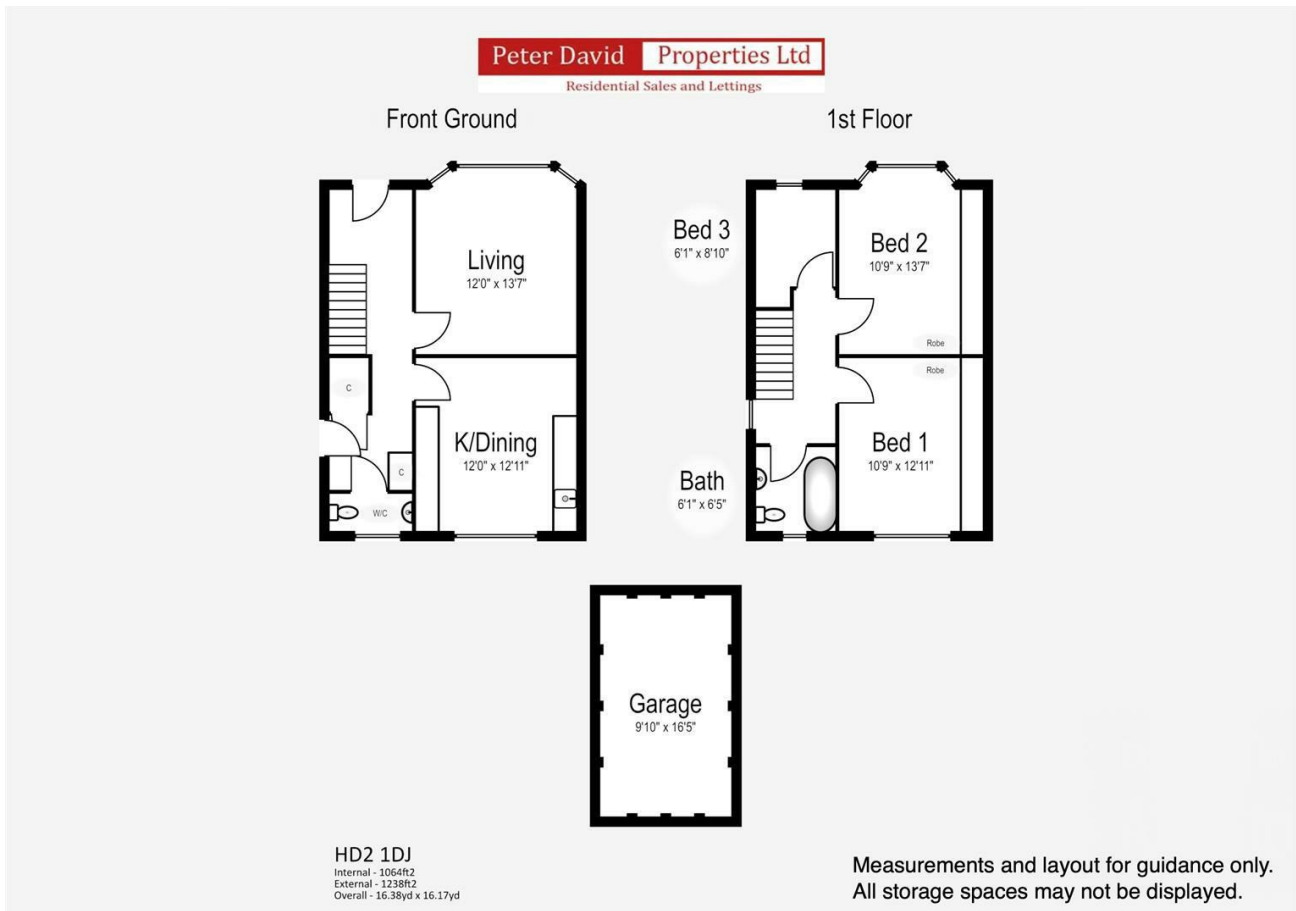 Peter David Properties Ltd
Residential Sales and Lettings
Front Ground
1st Floor
Living
12'0" x 13'7"
C
K/Dining
12'0" x 12'11"
C
W/C
Bed 3
6'1" x 8'10"
Bed 2
10'9" x 13'7"
Robe
Robe
Bed 1
10'9" x 12'11"
Bath
6'1" x 6'5"
Garage
9'10" x 16'5"
HD2 1DJ
Internal - 1064ft2
External - 1238ft2
Overall - 16.38yd x 16.17yd
Measurements and layout for guidance only.
All storage spaces may not be displayed.